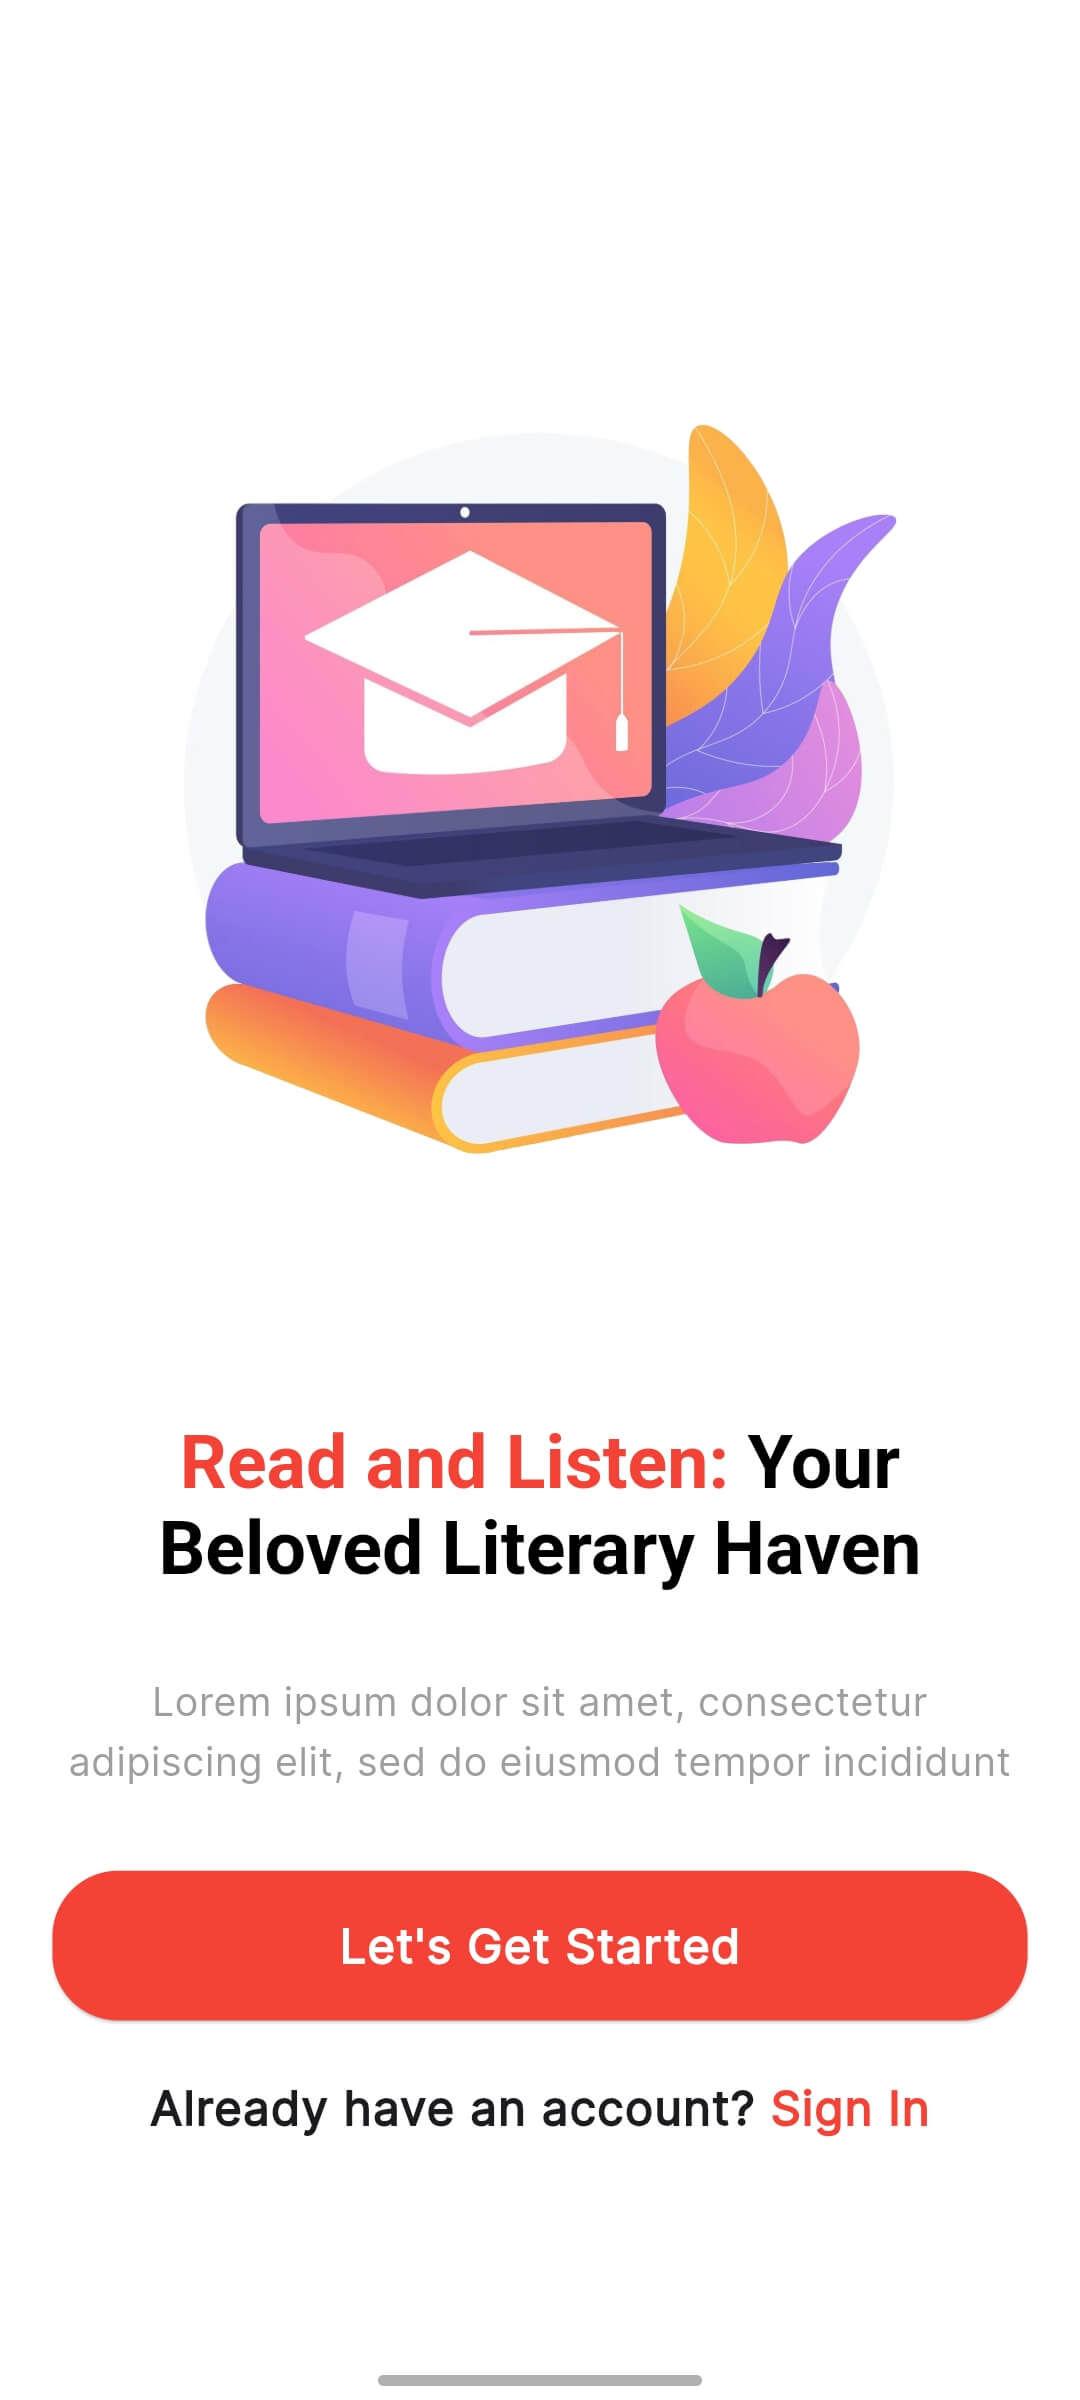 Read and Listen: Your
Beloved Literary Haven
Lorem ipsum dolor sit amet, consectetur
adipiscing elit, sed do eiusmod tempor incididunt
Let's Get Started
Already have an account? Sign In